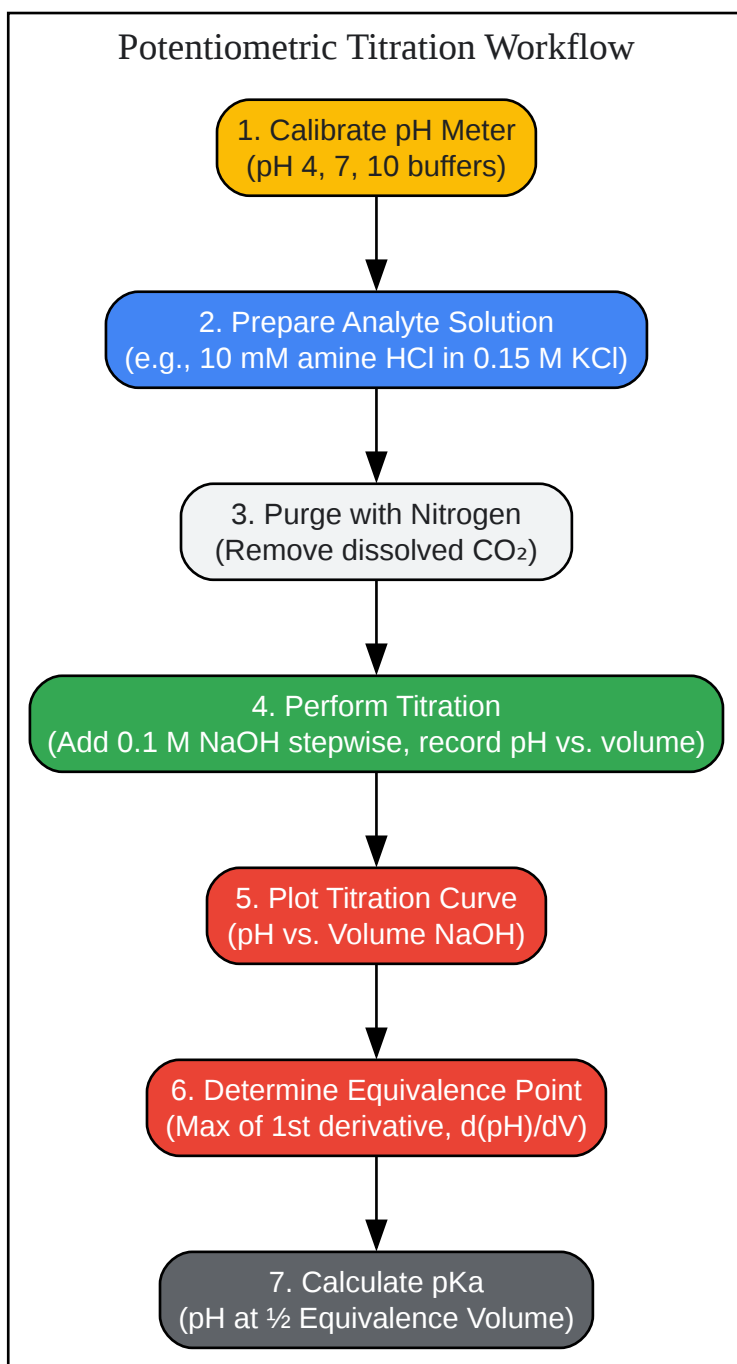 Potentiometric Titration Workflow
1. Calibrate pH Meter
(pH 4, 7, 10 buffers)
2. Prepare Analyte Solution
(e.g., 10 mM amine HCl in 0.15 M KCl)
3. Purge with Nitrogen
(Remove dissolved CO₂)
4. Perform Titration
(Add 0.1 M NaOH stepwise, record pH vs. volume)
5. Plot Titration Curve
(pH vs. Volume NaOH)
6. Determine Equivalence Point
(Max of 1st derivative, d(pH)/dV)
7. Calculate pKa
(pH at ½ Equivalence Volume)